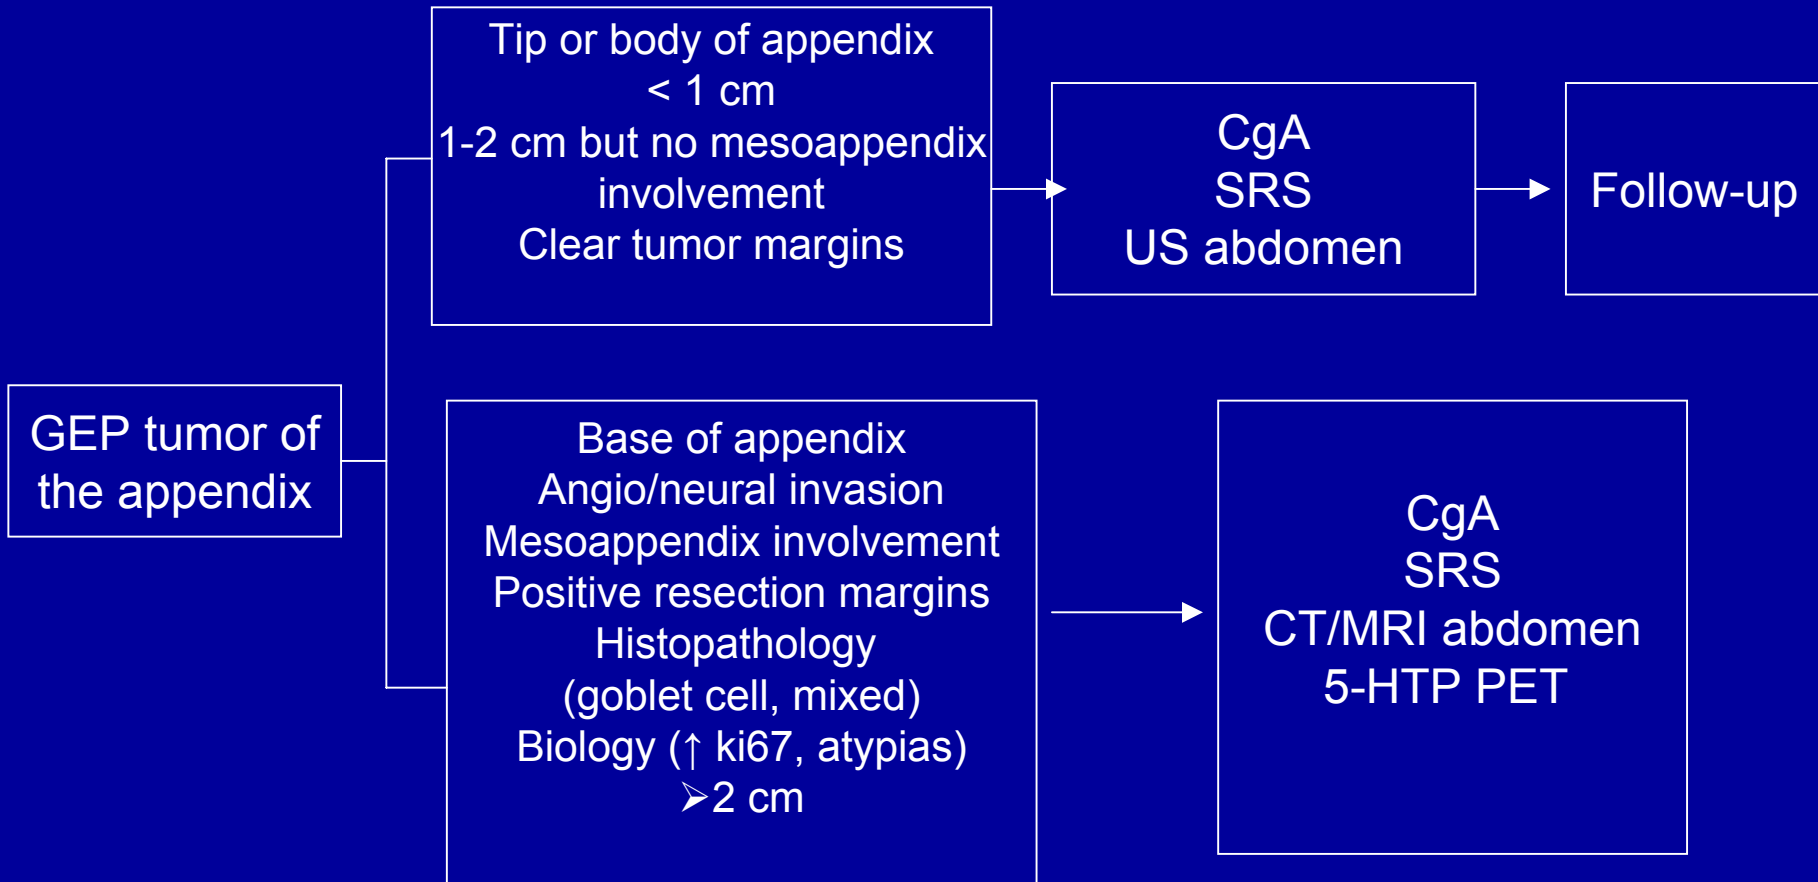 Tip or body of appendix
< 1 cm
1-2 cm but no mesoappendix
involvement
Clear tumor margins
CgA
SRS
US abdomen
Follow-up
GEP tumor of
the appendix
Base of appendix
Angio/neural invasion
Mesoappendix involvement
Positive resection margins
Histopathology
(goblet cell, mixed)
Biology (↑ ki67, atypias)
➢2 cm
CgA
SRS
CT/MRI abdomen
5-HTP PET